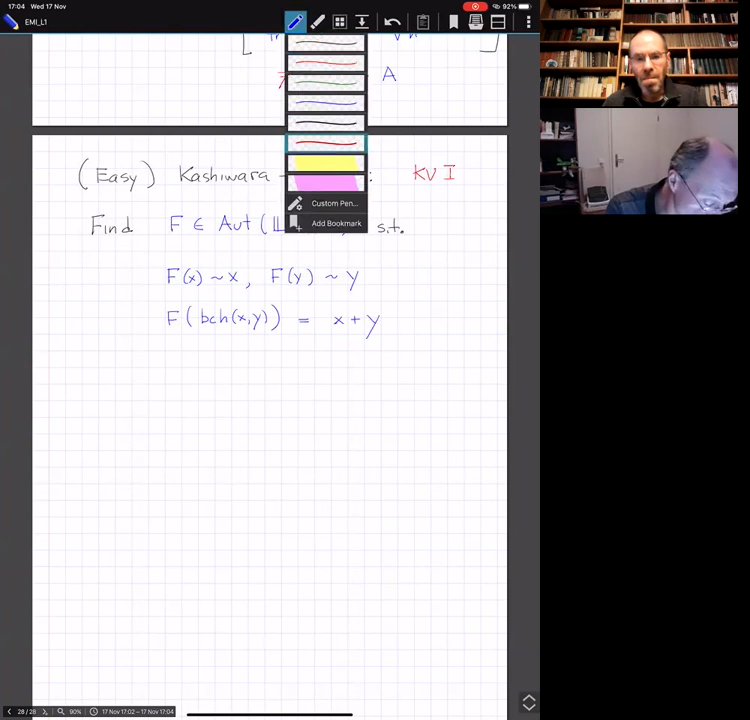 17:04 Wed 17 Nov
92%
EMI_L1
A
(Easy) Kashiwara - : KV I
Custom Pen...
Add Bookmark
Find F ∈ Aut ( s.t.
F(x) ~ x, F(y) ~ y
F(bch(x,y)) = x + y
28/28 90% 17 Nov 17:02 – 17 Nov 17:04